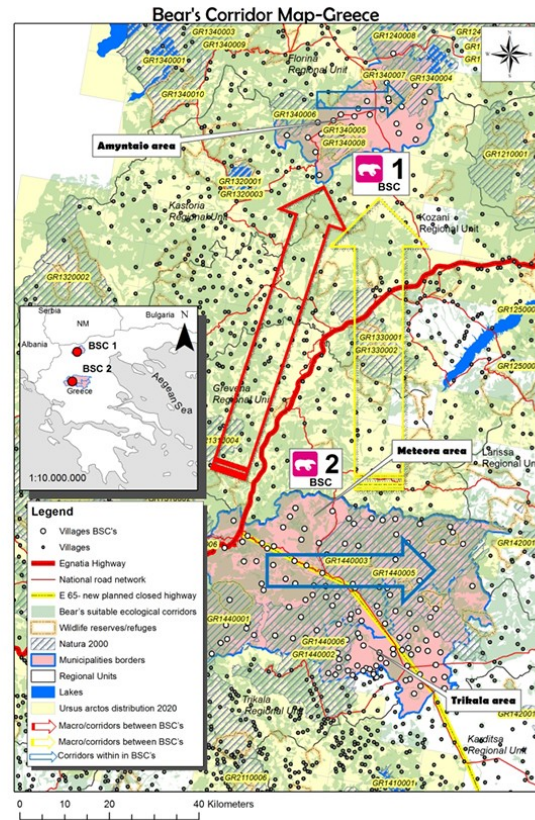 Bear's Corridor Map-Greece
GR1340003
GR1340009
GR1240008
GR124
GR1340001
Florina
Regional Unit
GR1340007
GR1340004
GR1340010
GR1340006
GR1340005
GR1340008
GR1210001
Amyntaio area
1
BSC
GR1320001
GR1320003
Kastoria
Regional Unit
Kozani
Regional Unit
GR1320002
GR125000
GR1330001
GR1330002
GR12500
Serbia
NM
Bulgaria
N
Albania
BSC 1
BSC 2
Greece
Aegean Sea
1:10.000.000
Grevena
Regional Unit
2
BSC
Meteora area
Larissa
Regional Unit
Legend
Villages BSC's
Villages
Egnatia Highway
National road network
E 65- new planned closed highway
Bear's suitable ecological corridors
Wildlife reserves/refuges
Natura 2000
Municipalities borders
Regional Units
Lakes
Ursus arctos distribution 2020
Macro/corridors between BSC's
Macro/corridors between BSC's
Corridors within in BSC's
GR142001
GR1440003
GR1440005
GR1440001
GR1440006
GR1440002
Trikala
Regional Unit
Trikala area
GR142001
Karditsa
Regional Unit
GR2110006
GR1410001
0
20
40 Kilometers